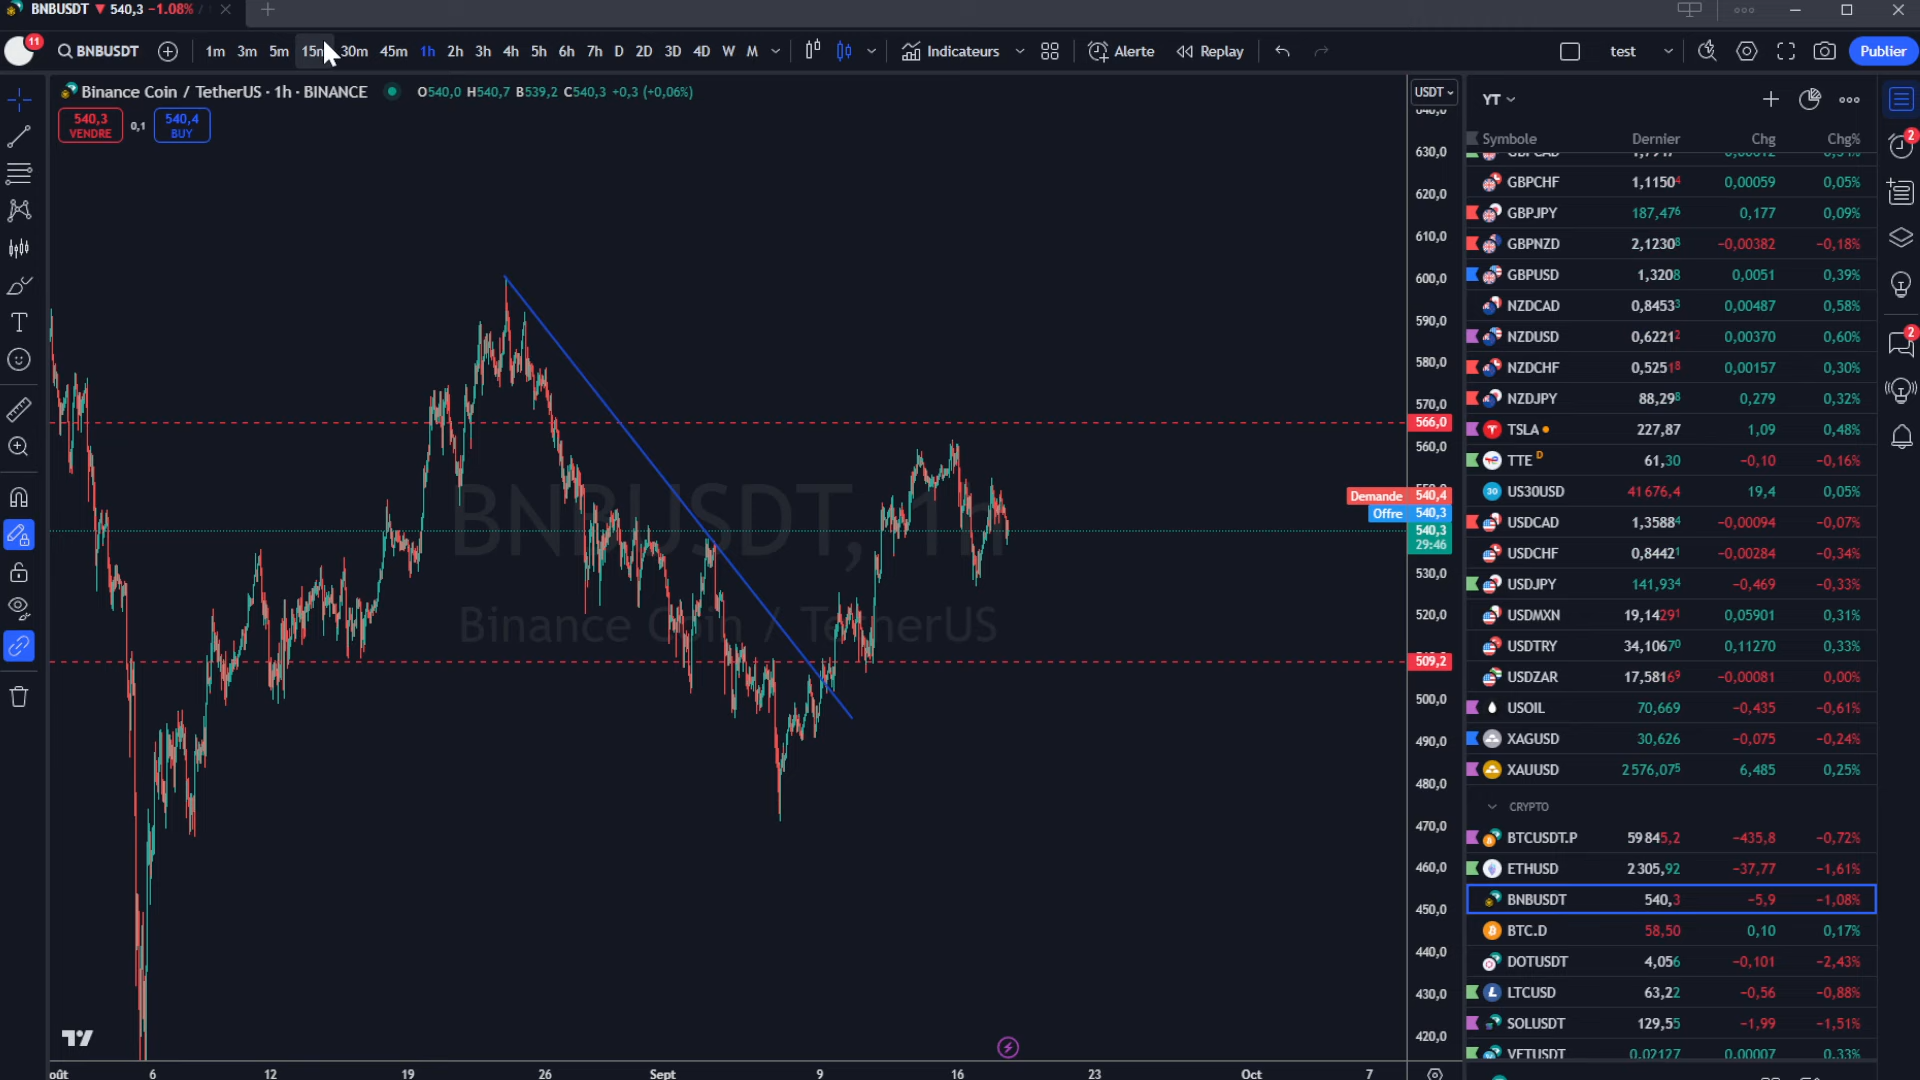 BNBUSDT ▼ 540,3 −1.08% /
11 BNBUSDT 1m 3m 5m 15m 30m 45m 1h 2h 3h 4h 5h 6h 7h D 2D 3D 4D W M Indicateurs Alerte Replay test Publier
Binance Coin / TetherUS · 1h · BINANCE O540,0 H540,7 B539,2 C540,3 +0,3 (+0,06%)
540,3 VENDRE 0,1 540,4 BUY
BNBUSDT, 1h
Binance Coin / TetherUS
USDT
630,0
620,0
610,0
600,0
590,0
580,0
570,0
566,0
560,0
Demande 540,4
Offre 540,3
540,3
29:46
530,0
520,0
509,2
500,0
490,0
480,0
470,0
460,0
450,0
440,0
430,0
420,0
oût 6 12 19 26 Sept 9 16 23 Oct 7
YT
Symbole Dernier Chg Chg%
GBPCHF 1,11504 0,00059 0,05%
GBPJPY 187,476 0,177 0,09%
GBPNZD 2,12308 −0,00382 −0,18%
GBPUSD 1,3208 0,0051 0,39%
NZDCAD 0,84533 0,00487 0,58%
NZDUSD 0,62212 0,00370 0,60%
NZDCHF 0,52518 0,00157 0,30%
NZDJPY 88,298 0,279 0,32%
TSLA 227,87 1,09 0,48%
TTE D 61,30 −0,10 −0,16%
US30USD 41 676,4 19,4 0,05%
USDCAD 1,35884 −0,00094 −0,07%
USDCHF 0,84421 −0,00284 −0,34%
USDJPY 141,934 −0,469 −0,33%
USDMXN 19,14291 0,05901 0,31%
USDTRY 34,10670 0,11270 0,33%
USDZAR 17,58169 −0,00081 0,00%
USOIL 70,669 −0,435 −0,61%
XAGUSD 30,626 −0,075 −0,24%
XAUUSD 2 576,075 6,485 0,25%
CRYPTO
BTCUSDT.P 59 845,2 −435,8 −0,72%
ETHUSD 2 305,92 −37,77 −1,61%
BNBUSDT 540,3 −5,9 −1,08%
BTC.D 58,50 0,10 0,17%
DOTUSDT 4,056 −0,101 −2,43%
LTCUSD 63,22 −0,56 −0,88%
SOLUSDT 129,55 −1,99 −1,51%
VETUSDT 0,02127 0,00007 0,33%
2
2